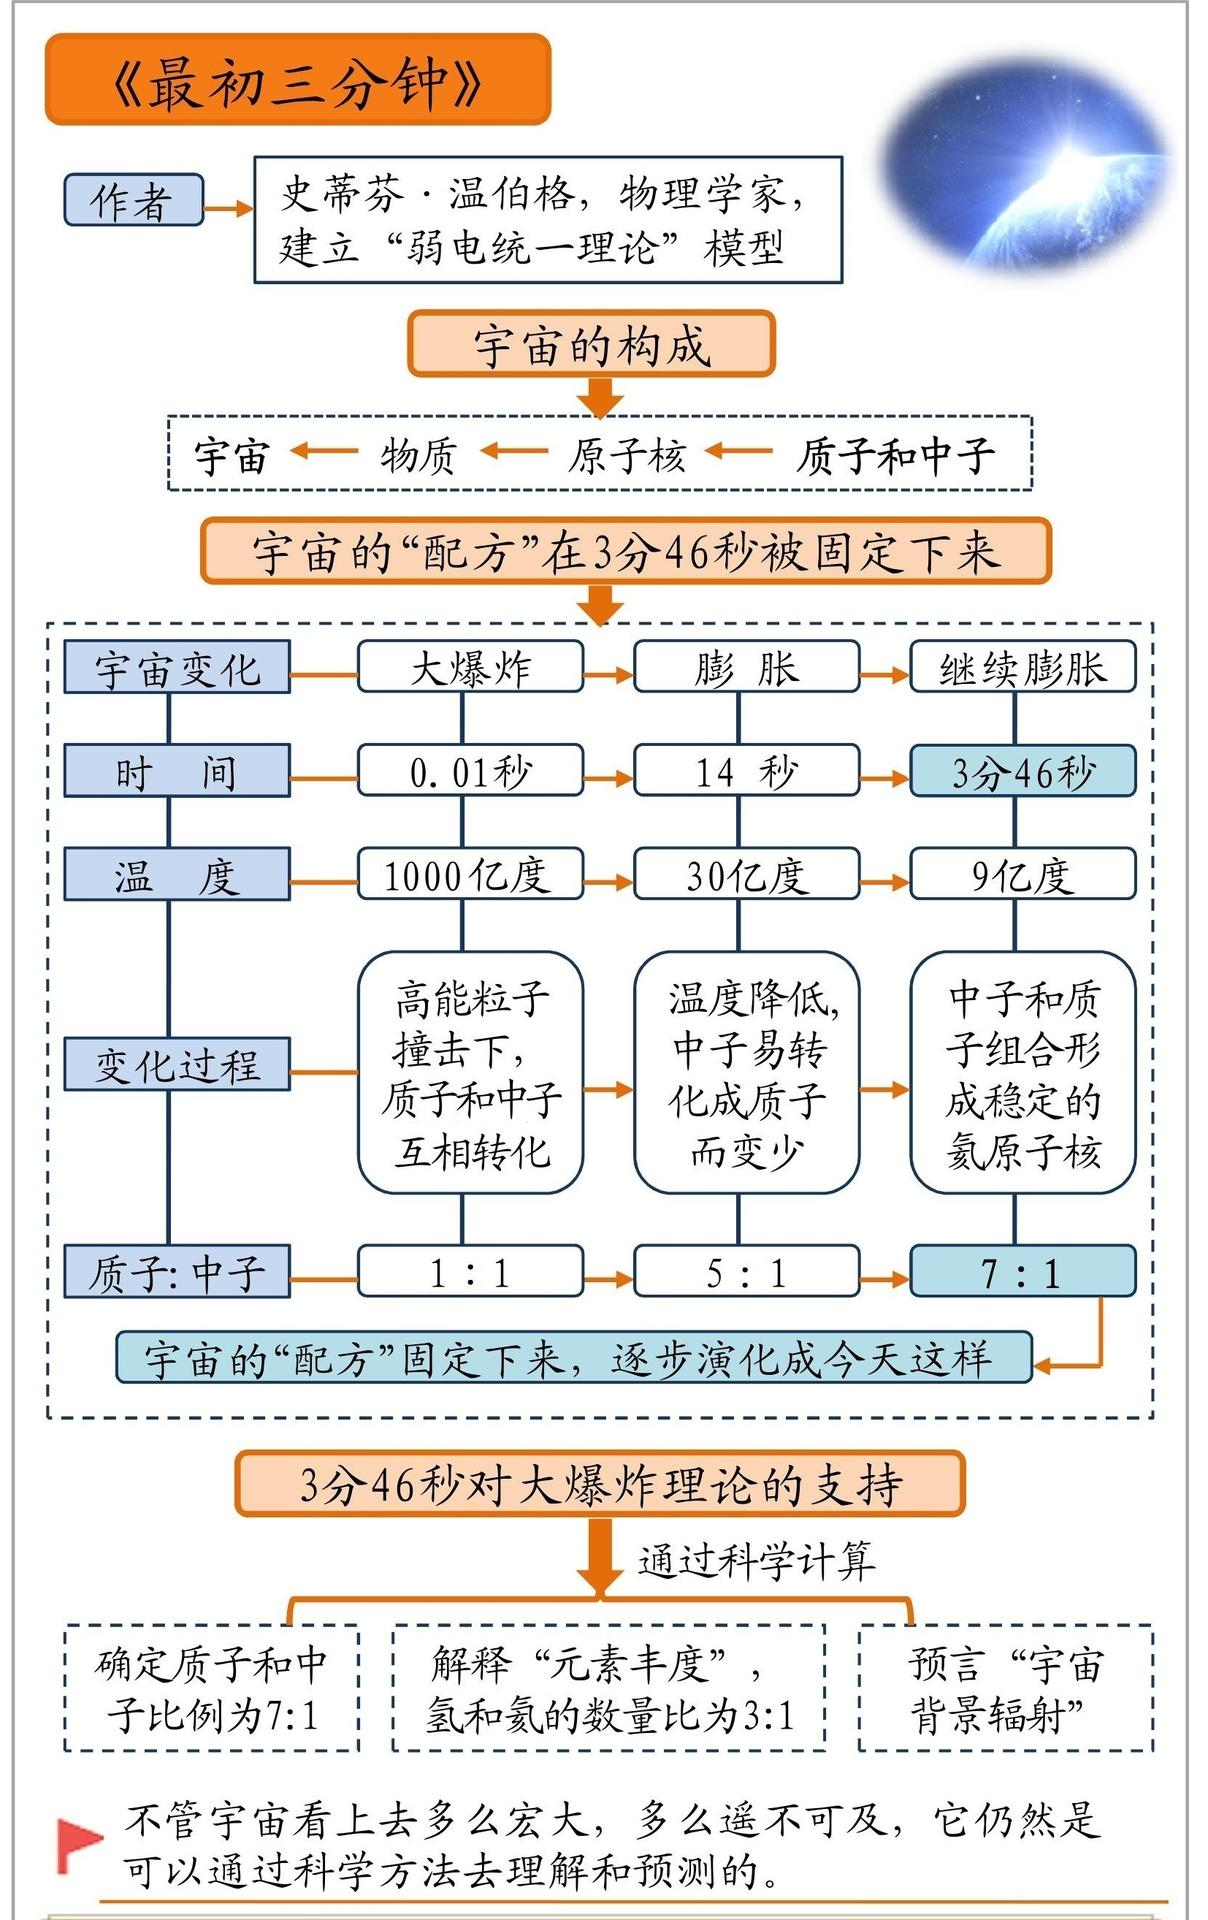 《最初三分钟》
作者
史蒂芬·温伯格，物理学家，
建立“弱电统一理论”模型
宇宙的构成
宇宙 物质 原子核 质子和中子
宇宙的“配方”在3分46秒被固定下来
宇宙变化 大爆炸 膨 胀 继续膨胀
时 间 0.01秒 14 秒 3分46秒
温 度 1000亿度 30亿度 9亿度
变化过程
高能粒子
撞击下，
质子和中子
互相转化
温度降低，
中子易转
化成质子
而变少
中子和质
子组合形
成稳定的
氦原子核
质子:中子 1:1 5:1 7:1
宇宙的“配方”固定下来，逐步演化成今天这样
3分46秒对大爆炸理论的支持
通过科学计算
确定质子和中
子比例为7:1
解释“元素丰度”，
氢和氦的数量比为3:1
预言“宇宙
背景辐射”
不管宇宙看上去多么宏大，多么遥不可及，它仍然是
可以通过科学方法去理解和预测的。